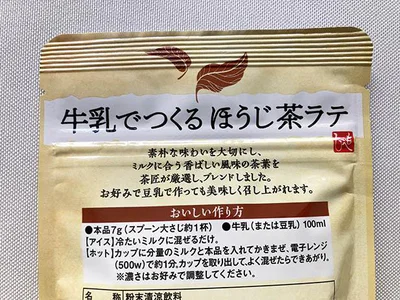 牛乳でつくるほうじ茶ラテ
素朴な味わいを大切にし、
ミルクに合う香ばしい風味の茶葉を
茶匠が厳選し、ブレンドしました。
お好みで豆乳で作っても美味しく召し上がれます。
おいしい作り方
●本品7g(スプーン大さじ約1杯) ●牛乳(または豆乳) 100ml
【アイス】冷たいミルクに混ぜるだけ。
【ホット】カップに分量のミルクと本品を入れてかきまぜ、電子レンジ
(500w)で約1分、カップを取り出して、よく混ぜたらできあがり。
※濃さはお好みで調整してください。
名 称 粉末清涼飲料